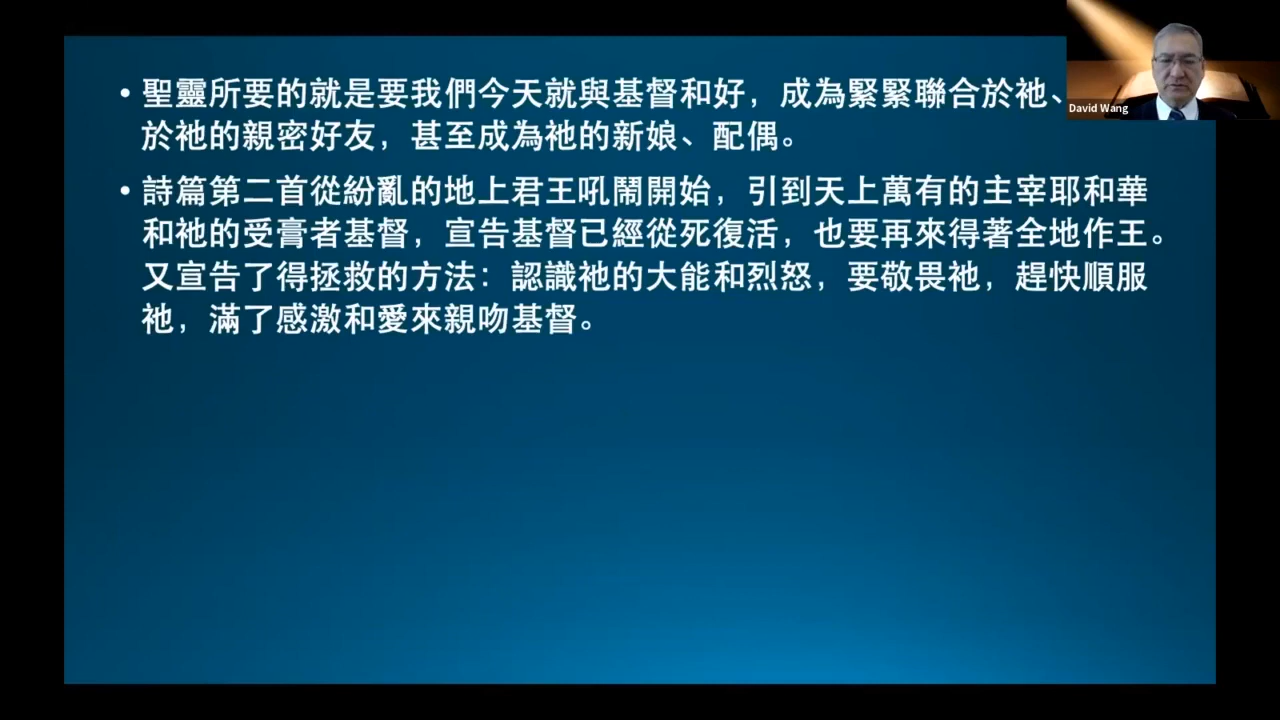 • 聖靈所要的就是要我們今天就與基督和好，成為緊緊聯合於祂、
於祂的親密好友，甚至成為祂的新娘、配偶。
• 詩篇第二首從紛亂的地上君王吼鬧開始，引到天上萬有的主宰耶和華
和祂的受膏者基督，宣告基督已經從死復活，也要再來得著全地作王。
又宣告了得拯救的方法：認識祂的大能和烈怒，要敬畏祂，趕快順服
祂，滿了感激和愛來親吻基督。
David Wang